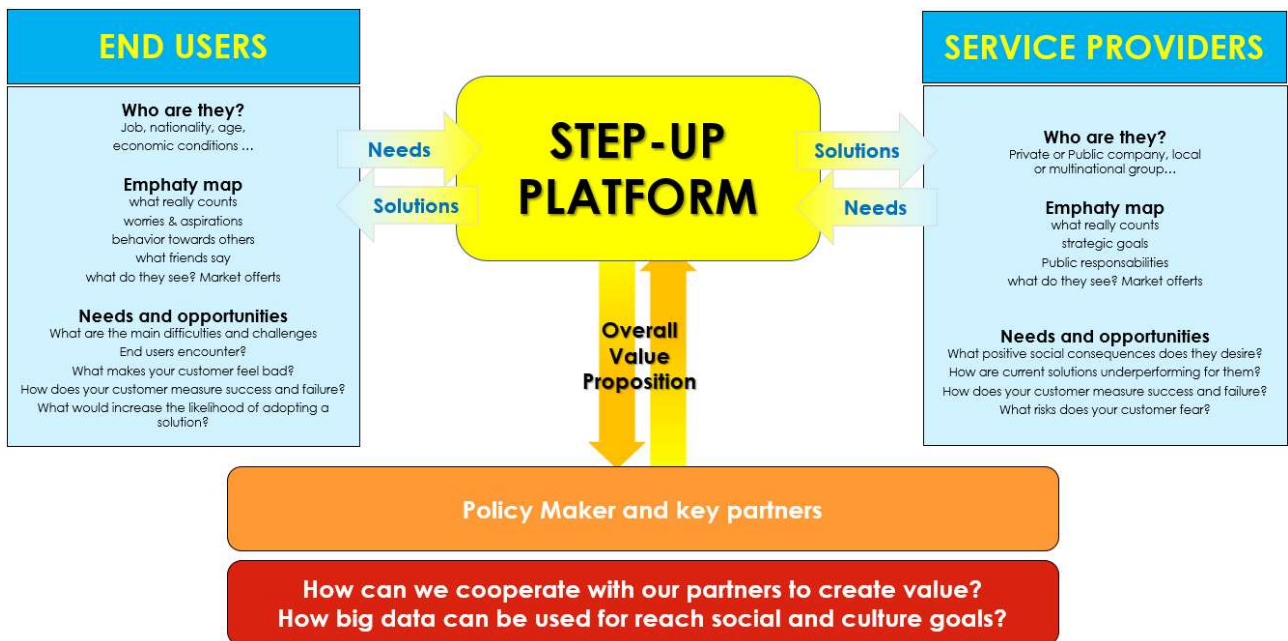 END USERS
Who are they?
Job, nationality, age,
economic conditions ...
Emphaty map
what really counts
worries & aspirations
behavior towards others
what friends say
what do they see? Market offerts
Needs and opportunities
What are the main difficulties and challenges
End users encounter?
What makes your customer feel bad?
How does your customer measure success and failure?
What would increase the likelihood of adopting a
solution?
Needs
Solutions
STEP-UP
PLATFORM
Solutions
Needs
SERVICE PROVIDERS
Who are they?
Private or Public company, local
or multinational group...
Emphaty map
what really counts
strategic goals
Public responsabilities
what do they see? Market offerts
Needs and opportunities
What positive social consequences does they desire?
How are current solutions underperforming for them?
How does your customer measure success and failure?
What risks does your customer fear?
Overall
Value
Proposition
Policy Maker and key partners
How can we cooperate with our partners to create value?
How big data can be used for reach social and culture goals?